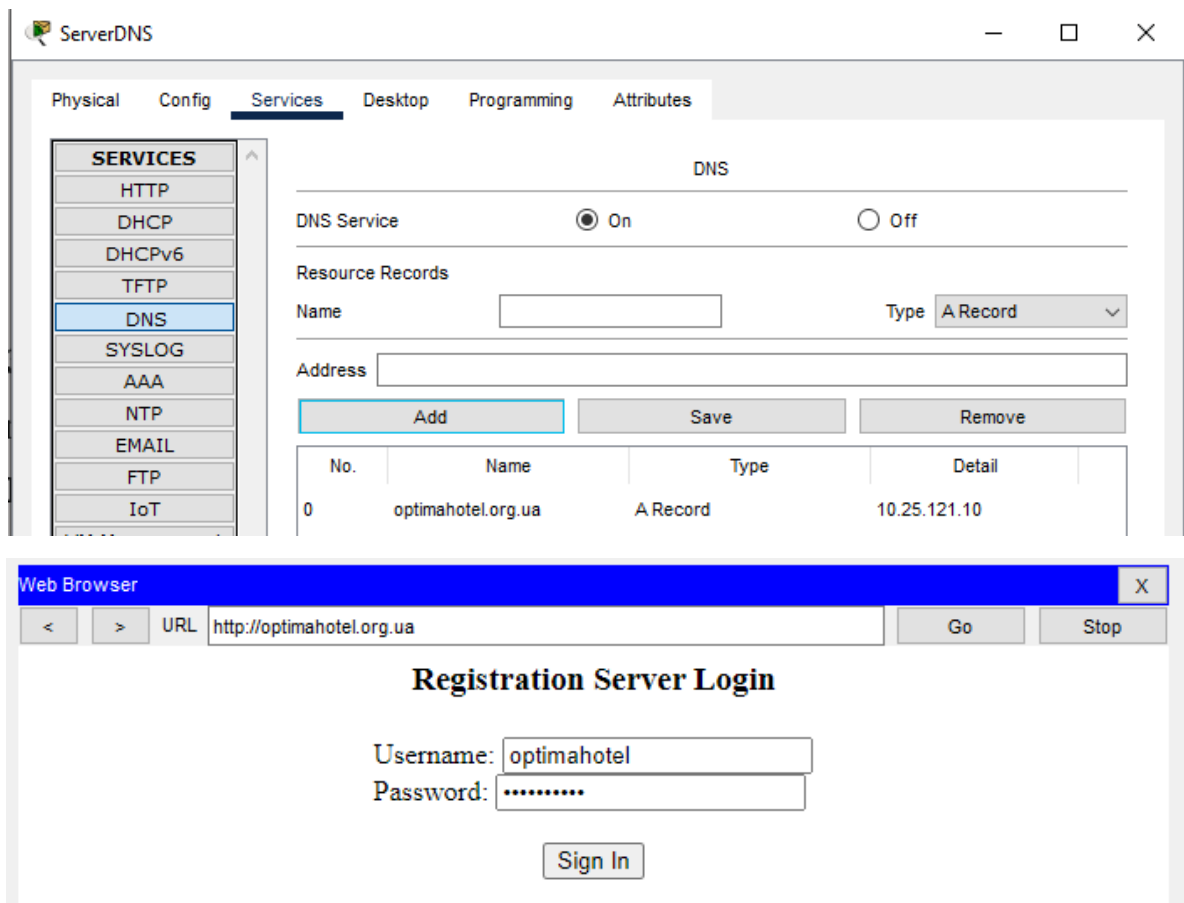 ServerDNS
Physical Config Services Desktop Programming Attributes
SERVICES
HTTP
DHCP
DHCPv6
TFTP
DNS
SYSLOG
AAA
NTP
EMAIL
FTP
IoT
DNS
DNS Service On Off
Resource Records
Name Type A Record
Address
Add Save Remove
No. Name Type Detail
0 optimahotel.org.ua A Record 10.25.121.10
Web Browser X
< > URL http://optimahotel.org.ua Go Stop
Registration Server Login
Username: optimahotel
Password: ••••••••••
Sign In